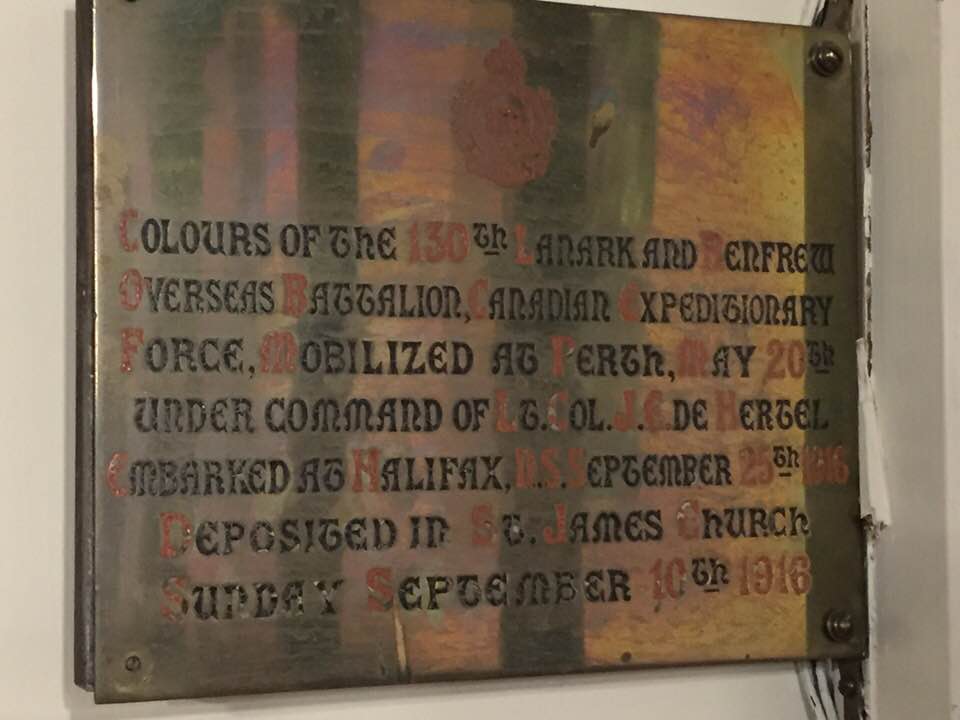 Colours of the 130th Lanark and Renfrew
Overseas Battalion, Canadian Expeditionary
Force, Mobilized at Perth, May 20th
under command of Lt. Col. J. E. de Hertel
Embarked at Halifax, N.S. September 25th 1916
Deposited in St. James Church
Sunday September 10th 1916